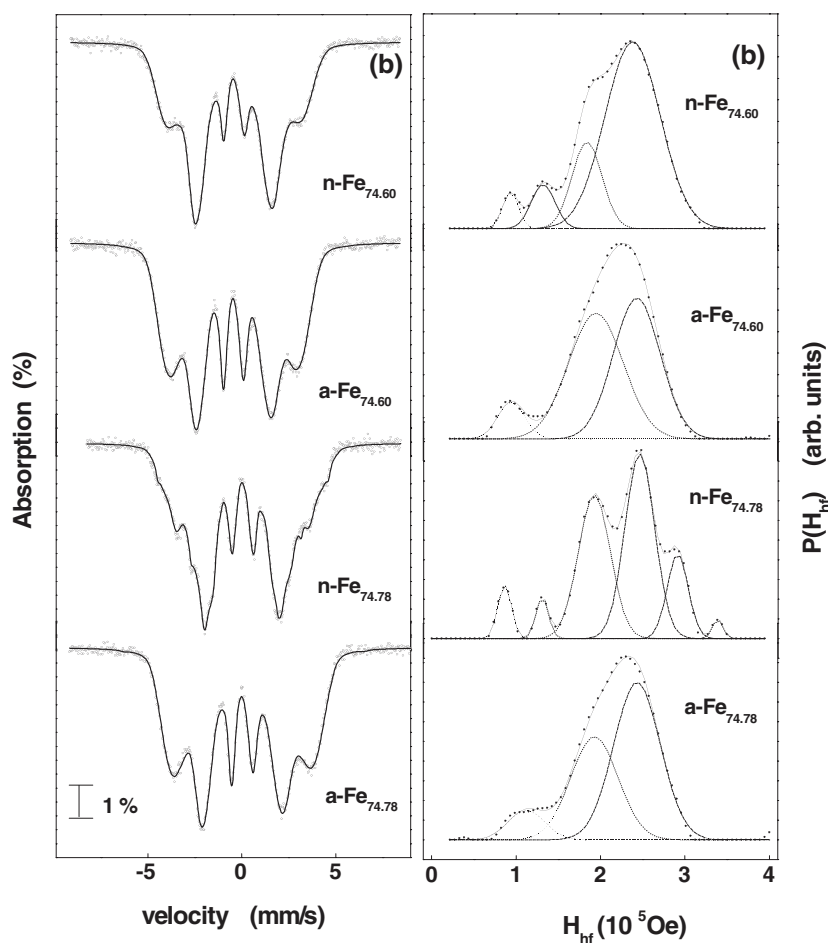 (b)
n-Fe74.60
a-Fe74.60
n-Fe74.78
a-Fe74.78
1 %
Absorption (%)
-5 0 5
velocity (mm/s)
(b)
n-Fe74.60
a-Fe74.60
n-Fe74.78
a-Fe74.78
P(Hhf) (arb. units)
0 1 2 3 4
Hhf (10 5Oe)